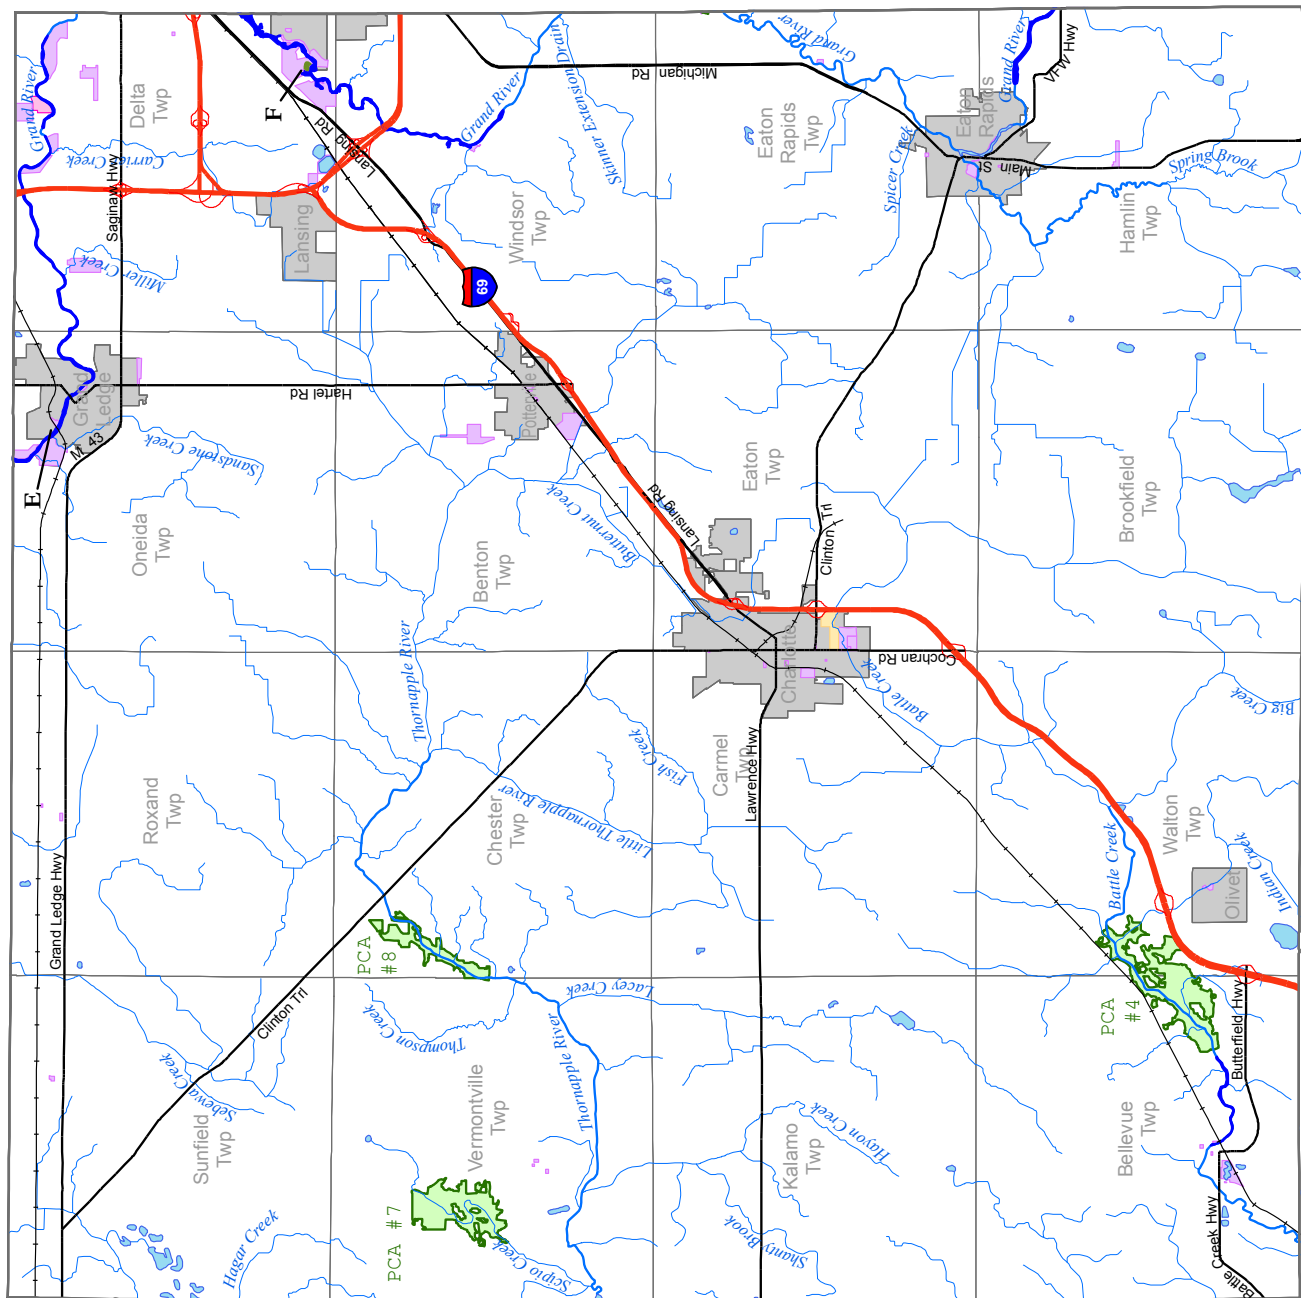 Grand River
Saginaw Hwy
Delta
Twp
Carrier Creek
F
Lansing Rd
Grand River
Skinner Extension Drain
Michigan Rd
Grand River
Grand River
VFW Hwy
Eaton
Rapids
Eaton
Rapids
Twp
Spicer Creek
Main St
Spring Brook
Hamlin
Twp
Miller Creek
Lansing
Windsor
Twp
69
Grand
Ledge
Hartel Rd
Potterville
M 43
Sandstone Creek
E
Oneida
Twp
Butternut Creek
Benton
Twp
Lansing Rd
Eaton
Twp
Clinton Trl
Brookfield
Twp
Thornapple River
Charlotte
Cochran Rd
Battle Creek
Big Creek
Fish Creek
Carmel
Twp
Lawrence Hwy
Roxand
Twp
Chester
Twp
Little Thornapple River
Grand Ledge Hwy
Walton
Twp
Battle Creek
Olivet
Indian Creek
PCA
#8
Clinton Trl
Thompson Creek
Lacey Creek
Thornapple River
PCA
#4
Butterfield Hwy
Sebewa Creek
Sunfield
Twp
Vermontville
Twp
Kalamo
Twp
Hayon Creek
Bellevue
Twp
PCA #7
Hagar Creek
Scipio Creek
Shanty Brook
Battle
Creek Hwy